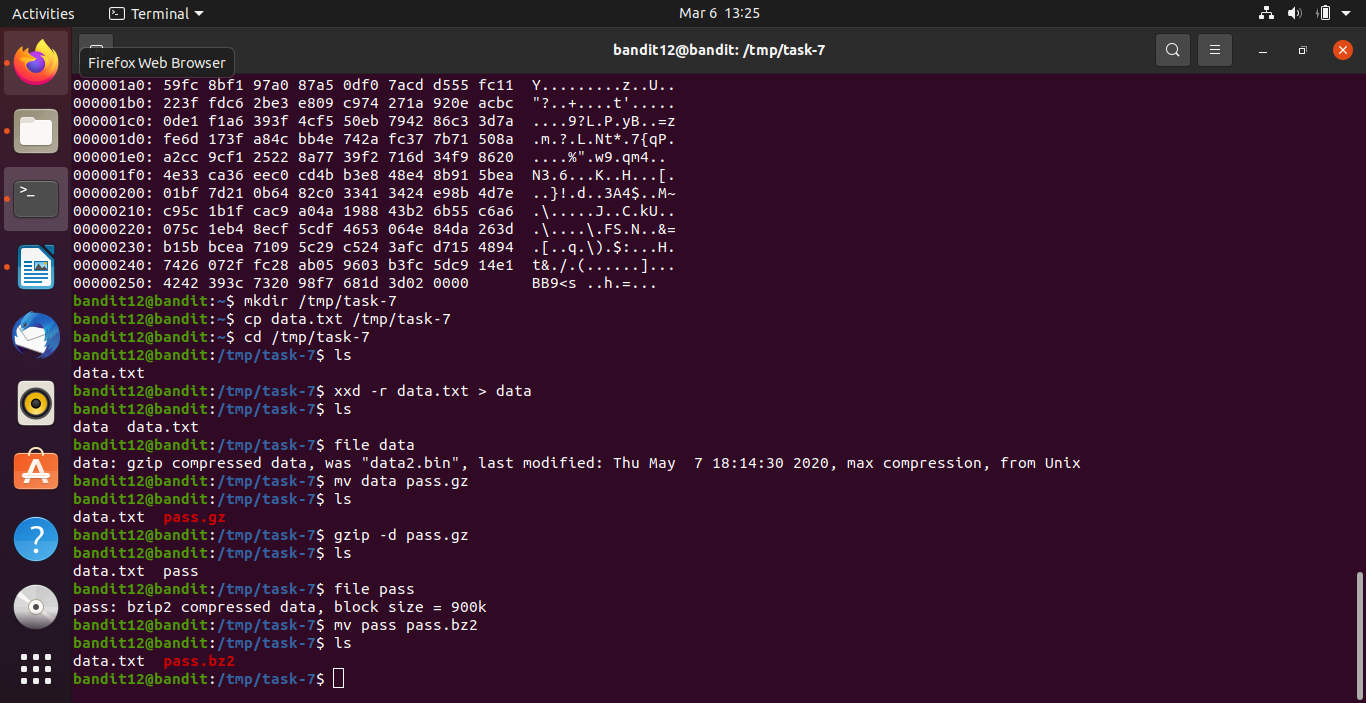 Activities
Terminal
Mar 6 13:25
bandit12@bandit: /tmp/task-7
Firefox Web Browser
000001a0: 59fc 8bf1 97a0 87a5 0df0 7acd d555 fc11  Y.........z..U..
000001b0: 223f fdc6 2be3 e809 c974 271a 920e acbc  "?..+....t'.....
000001c0: 0de1 f1a6 393f 4cf5 50eb 7942 86c3 3d7a  ....9?L.P.yB..=z
000001d0: fe6d 173f a84c bb4e 742a fc37 7b71 508a  .m.?.L.Nt*.7{qP.
000001e0: a2cc 9cf1 2522 8a77 39f2 716d 34f9 8620  ....%".w9.qm4..
000001f0: 4e33 ca36 eec0 cd4b b3e8 48e4 8b91 5bea  N3.6...K..H...[.
00000200: 01bf 7d21 0b64 82c0 3341 3424 e98b 4d7e  ..}!.d..3A4$..M~
00000210: c95c 1b1f cac9 a04a 1988 43b2 6b55 c6a6  .\.....J..C.kU..
00000220: 075c 1eb4 8ecf 5cdf 4653 064e 84da 263d  .\....\.FS.N..&=
00000230: b15b bcea 7109 5c29 c524 3afc d715 4894  .[..q.\).$:...H.
00000240: 7426 072f fc28 ab05 9603 b3fc 5dc9 14e1  t&./.(......]...
00000250: 4242 393c 7320 98f7 681d 3d02 0000       BB9<s ..h.=...
bandit12@bandit:~$ mkdir /tmp/task-7
bandit12@bandit:~$ cp data.txt /tmp/task-7
bandit12@bandit:~$ cd /tmp/task-7
bandit12@bandit:/tmp/task-7$ ls
data.txt
bandit12@bandit:/tmp/task-7$ xxd -r data.txt > data
bandit12@bandit:/tmp/task-7$ ls
data  data.txt
bandit12@bandit:/tmp/task-7$ file data
data: gzip compressed data, was "data2.bin", last modified: Thu May  7 18:14:30 2020, max compression, from Unix
bandit12@bandit:/tmp/task-7$ mv data pass.gz
bandit12@bandit:/tmp/task-7$ ls
data.txt  pass.gz
bandit12@bandit:/tmp/task-7$ gzip -d pass.gz
bandit12@bandit:/tmp/task-7$ ls
data.txt  pass
bandit12@bandit:/tmp/task-7$ file pass
pass: bzip2 compressed data, block size = 900k
bandit12@bandit:/tmp/task-7$ mv pass pass.bz2
bandit12@bandit:/tmp/task-7$ ls
data.txt  pass.bz2
bandit12@bandit:/tmp/task-7$